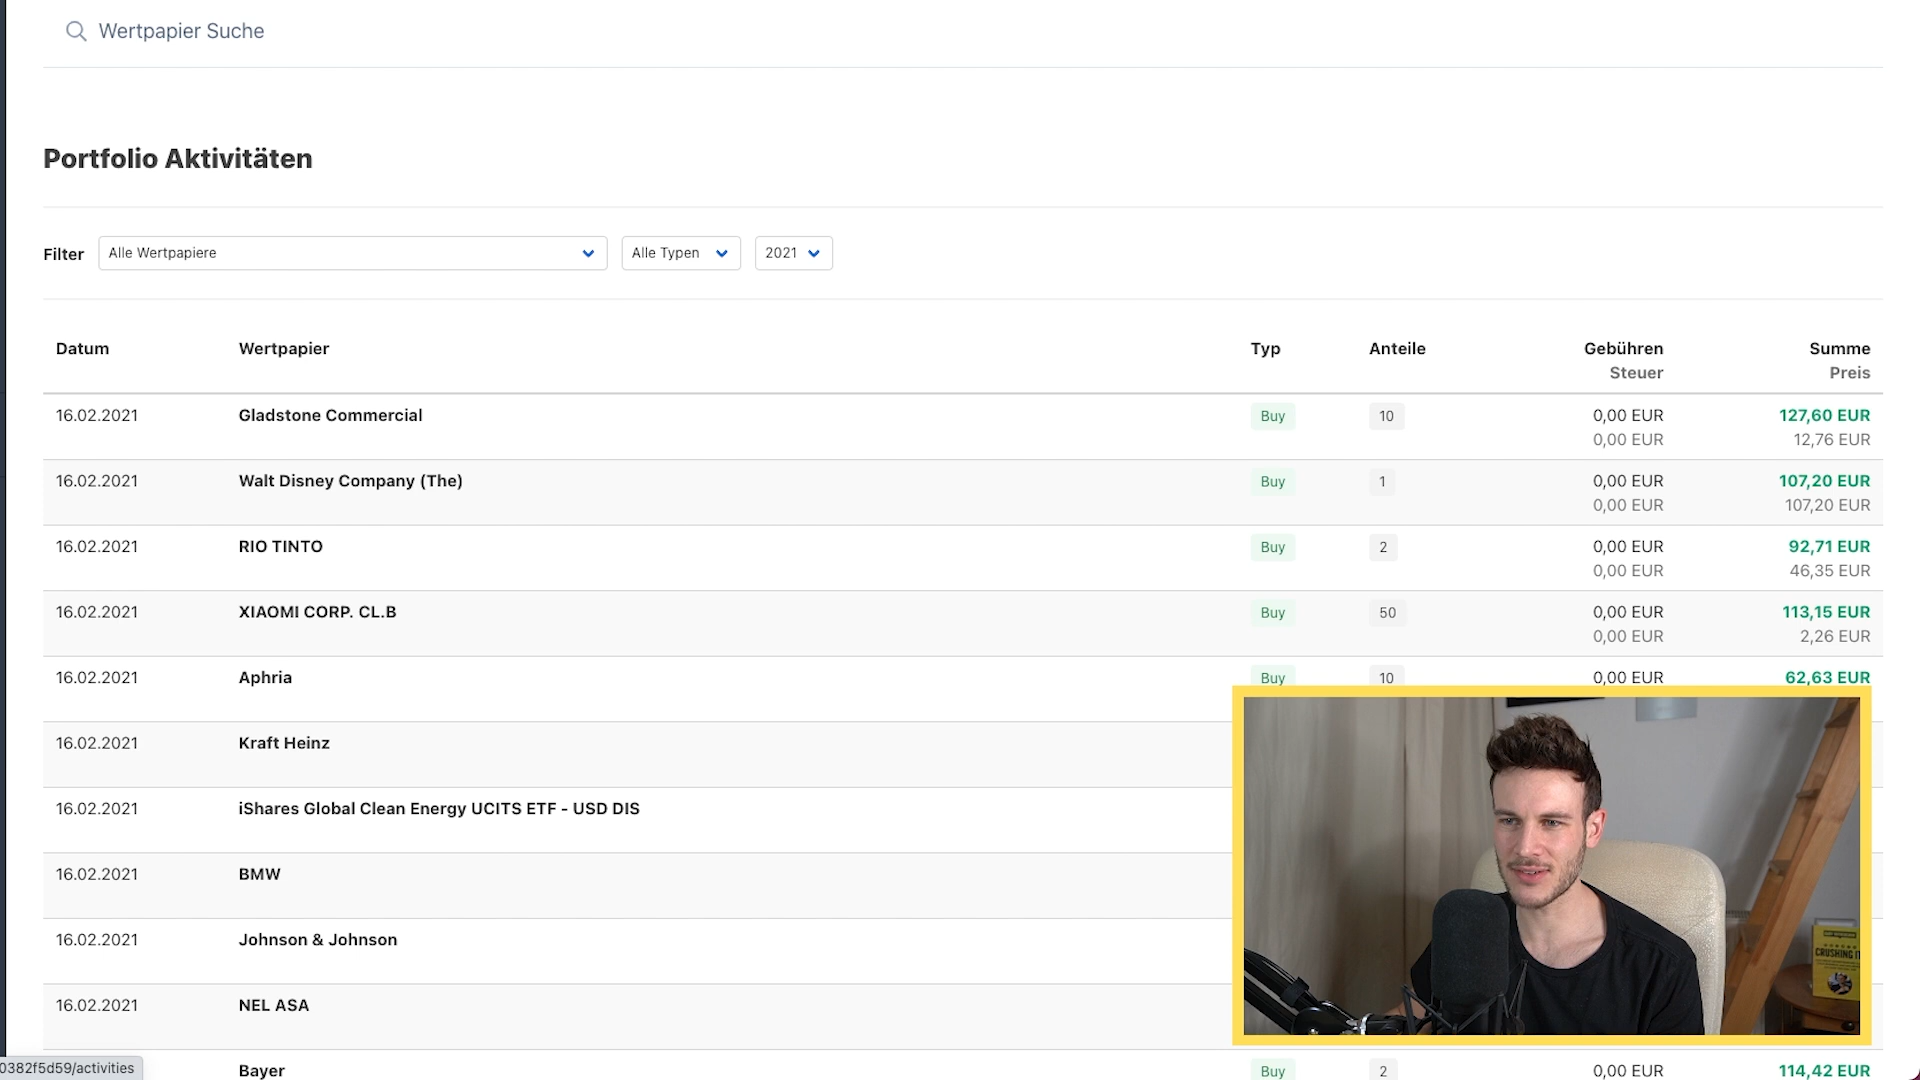 Wertpapier Suche
Portfolio Aktivitäten
Filter Alle Wertpapiere Alle Typen 2021
Datum Wertpapier Typ Anteile Gebühren Summe
Steuer Preis
16.02.2021 Gladstone Commercial Buy 10 0,00 EUR 127,60 EUR
0,00 EUR 12,76 EUR
16.02.2021 Walt Disney Company (The) Buy 1 0,00 EUR 107,20 EUR
0,00 EUR 107,20 EUR
16.02.2021 RIO TINTO Buy 2 0,00 EUR 92,71 EUR
0,00 EUR 46,35 EUR
16.02.2021 XIAOMI CORP. CL.B Buy 50 0,00 EUR 113,15 EUR
0,00 EUR 2,26 EUR
16.02.2021 Aphria Buy 10 0,00 EUR 62,63 EUR
16.02.2021 Kraft Heinz
16.02.2021 iShares Global Clean Energy UCITS ETF - USD DIS
16.02.2021 BMW
16.02.2021 Johnson & Johnson
CRUSHING IT
16.02.2021 NEL ASA
0382f5d59/activities
Bayer Buy 2 0,00 EUR 114,42 EUR